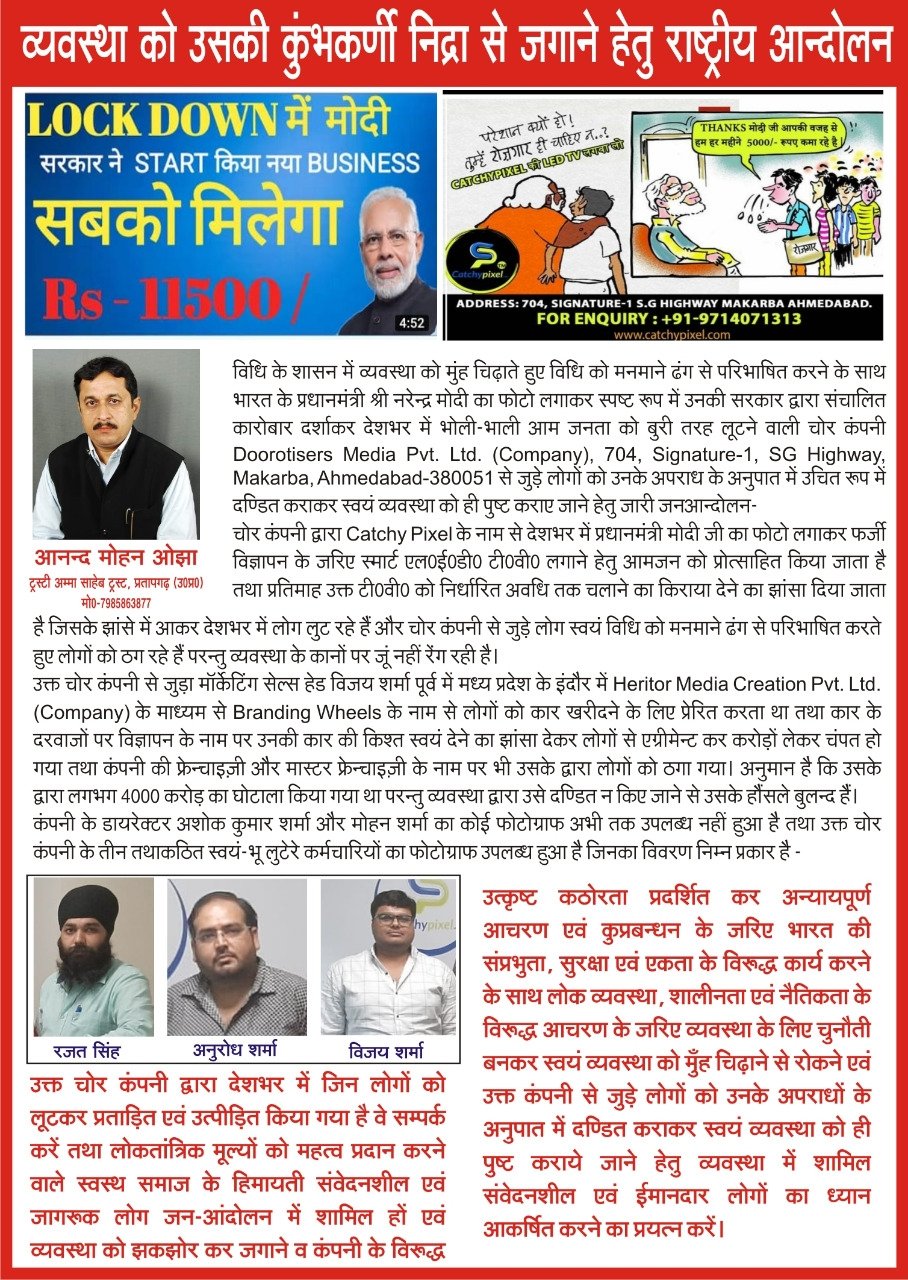 व्यवस्था को उसकी कुंभकर्णी निद्रा से जगाने हेतु राष्ट्रीय आन्दोलन
LOCK DOWN में मोदी
सरकार ने START किया नया BUSINESS
सबको मिलेगा
Rs - 11500 /
4:52
परेशान क्यों हो!
तुम्हें रोजगार ही चाहिए न..?
CATCHYPIXEL की LED TV लगवा लो
THANKS मोदी जी आपकी वजह से
हम हर महीने 5000/- रूपए कमा रहे है
रोजगार
Catchypixel
ADDRESS: 704, SIGNATURE-1 S.G HIGHWAY MAKARBA AHMEDABAD.
FOR ENQUIRY : +91-9714071313
www.catchypixel.com
आनन्द मोहन ओझा
ट्रस्टी अम्मा साहेब ट्रस्ट, प्रतापगढ़ (उ०प्र०)
मो०-7985863877
विधि के शासन में व्यवस्था को मुंह चिढ़ाते हुए विधि को मनमाने ढंग से परिभाषित करने के साथ
भारत के प्रधानमंत्री श्री नरेन्द्र मोदी का फोटो लगाकर स्पष्ट रूप में उनकी सरकार द्वारा संचालित
कारोबार दर्शाकर देशभर में भोली-भाली आम जनता को बुरी तरह लूटने वाली चोर कंपनी
Doorotisers Media Pvt. Ltd. (Company), 704, Signature-1, SG Highway,
Makarba, Ahmedabad-380051 से जुड़े लोगों को उनके अपराध के अनुपात में उचित रूप में
दण्डित कराकर स्वयं व्यवस्था को ही पुष्ट कराए जाने हेतु जारी जनआन्दोलन-
चोर कंपनी द्वारा Catchy Pixel के नाम से देशभर में प्रधानमंत्री मोदी जी का फोटो लगाकर फर्जी
विज्ञापन के जरिए स्मार्ट एल०ई०डी० टी०वी० लगाने हेतु आमजन को प्रोत्साहित किया जाता है
तथा प्रतिमाह उक्त टी०वी० को निर्धारित अवधि तक चलाने का किराया देने का झांसा दिया जाता
है जिसके झांसे में आकर देशभर में लोग लुट रहे हैं और चोर कंपनी से जुड़े लोग स्वयं विधि को मनमाने ढंग से परिभाषित करते
हुए लोगों को ठग रहे हैं परन्तु व्यवस्था के कानों पर जूं नहीं रेंग रही है।
उक्त चोर कंपनी से जुड़ा मॉर्केटिंग सेल्स हेड विजय शर्मा पूर्व में मध्य प्रदेश के इंदौर में Heritor Media Creation Pvt. Ltd.
(Company) के माध्यम से Branding Wheels के नाम से लोगों को कार खरीदने के लिए प्रेरित करता था तथा कार के
दरवाजों पर विज्ञापन के नाम पर उनकी कार की किश्त स्वयं देने का झांसा देकर लोगों से एग्रीमेण्ट कर करोड़ों लेकर चंपत हो
गया तथा कंपनी की फ्रेन्चाइज़ी और मास्टर फ्रेन्चाइज़ी के नाम पर भी उसके द्वारा लोगों को ठगा गया। अनुमान है कि उसके
द्वारा लगभग 4000 करोड़ का घोटाला किया गया था परन्तु व्यवस्था द्वारा उसे दण्डित न किए जाने से उसके हौंसले बुलन्द हैं।
कंपनी के डायरेक्टर अशोक कुमार शर्मा और मोहन शर्मा का कोई फोटोग्राफ अभी तक उपलब्ध नहीं हुआ है तथा उक्त चोर
कंपनी के तीन तथाकथित स्वयं-भू लुटेरे कर्मचारियों का फोटोग्राफ उपलब्ध हुआ है जिनका विवरण निम्न प्रकार है -
chypixel
रजत सिंह
अनुरोध शर्मा
विजय शर्मा
उक्त चोर कंपनी द्वारा देशभर में जिन लोगों को
लूटकर प्रताड़ित एवं उत्पीड़ित किया गया है वे सम्पर्क
करें तथा लोकतांत्रिक मूल्यों को महत्व प्रदान करने
वाले स्वस्थ समाज के हिमायती संवेदनशील एवं
जागरूक लोग जन-आंदोलन में शामिल हों एवं
व्यवस्था को झकझोर कर जगाने व कंपनी के विरूद्ध
उत्कृष्ट कठोरता प्रदर्शित कर अन्यायपूर्ण
आचरण एवं कुप्रबन्धन के जरिए भारत की
संप्रभुता, सुरक्षा एवं एकता के विरूद्ध कार्य करने
के साथ लोक व्यवस्था, शालीनता एवं नैतिकता के
विरूद्ध आचरण के जरिए व्यवस्था के लिए चुनौती
बनकर स्वयं व्यवस्था को मुँह चिढ़ाने से रोकने एवं
उक्त कंपनी से जुड़े लोगों को उनके अपराधों के
अनुपात में दण्डित कराकर स्वयं व्यवस्था को ही
पुष्ट कराये जाने हेतु व्यवस्था में शामिल
संवेदनशील एवं ईमानदार लोगों का ध्यान
आकर्षित करने का प्रयत्न करें।